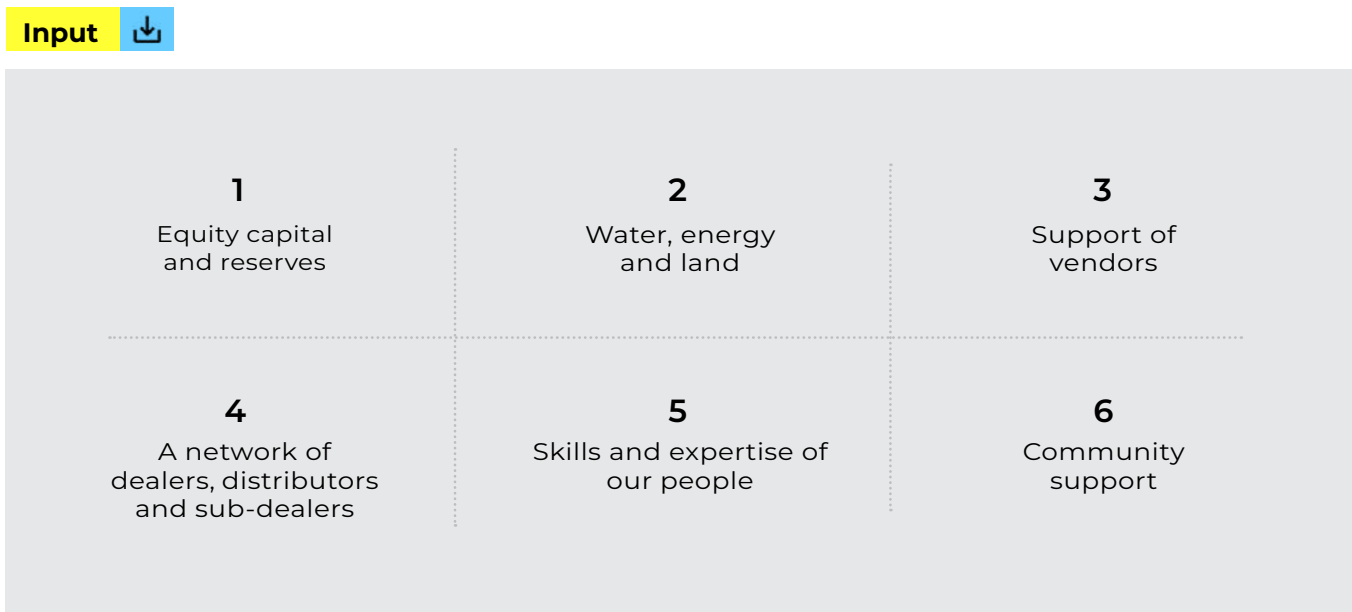 Input
1
Equity capital
and reserves
2
Water, energy
and land
3
Support of
vendors
4
A network of
dealers, distributors
and sub-dealers
5
Skills and expertise of
our people
6
Community
support